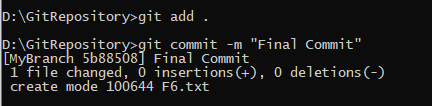 D:\GitRepository>git add .
D:\GitRepository>git commit -m "Final Commit"
[MyBranch 5b88508] Final Commit
1 file changed, 0 insertions(+), 0 deletions(-)
create mode 100644 F6.txt